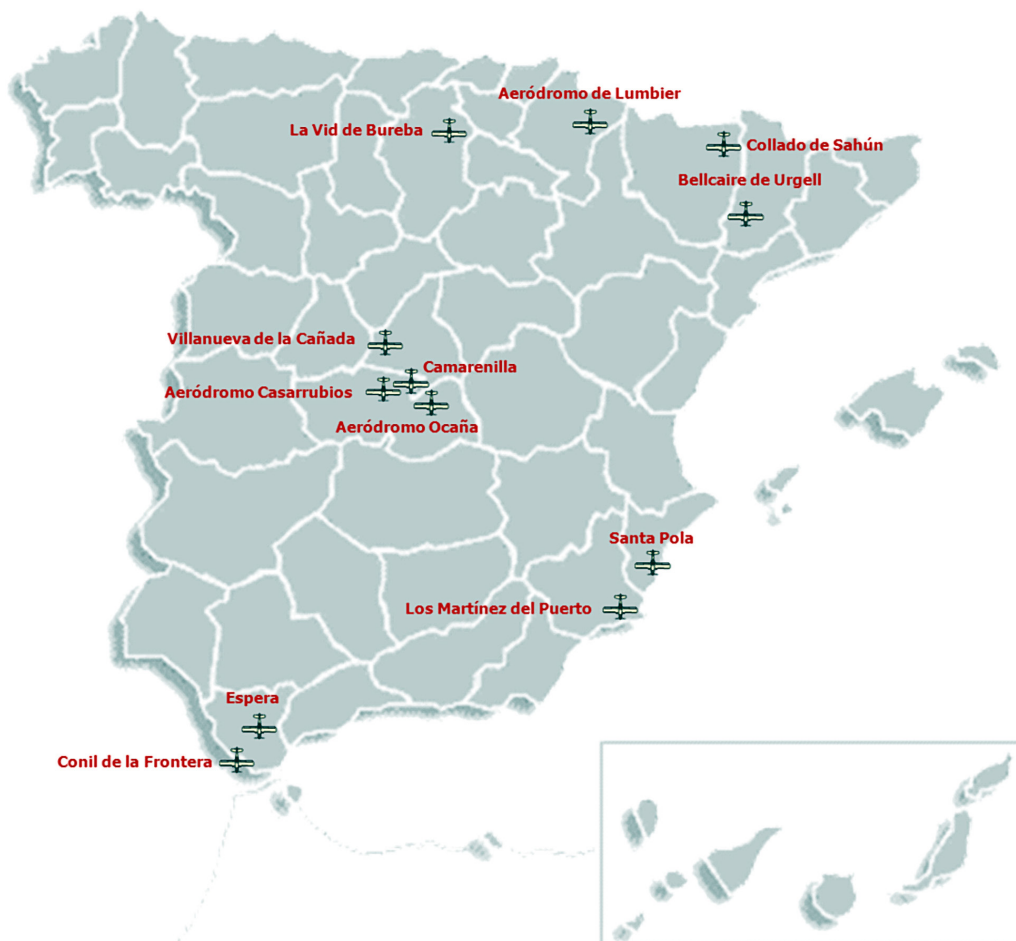 Aeródromo de Lumbier
La Vid de Bureba
Collado de Sahún
Bellcaire de Urgell
Villanueva de la Cañada
Camarenilla
Aeródromo Casarrubios
Aeródromo Ocaña
Santa Pola
Los Martínez del Puerto
Espera
Conil de la Frontera